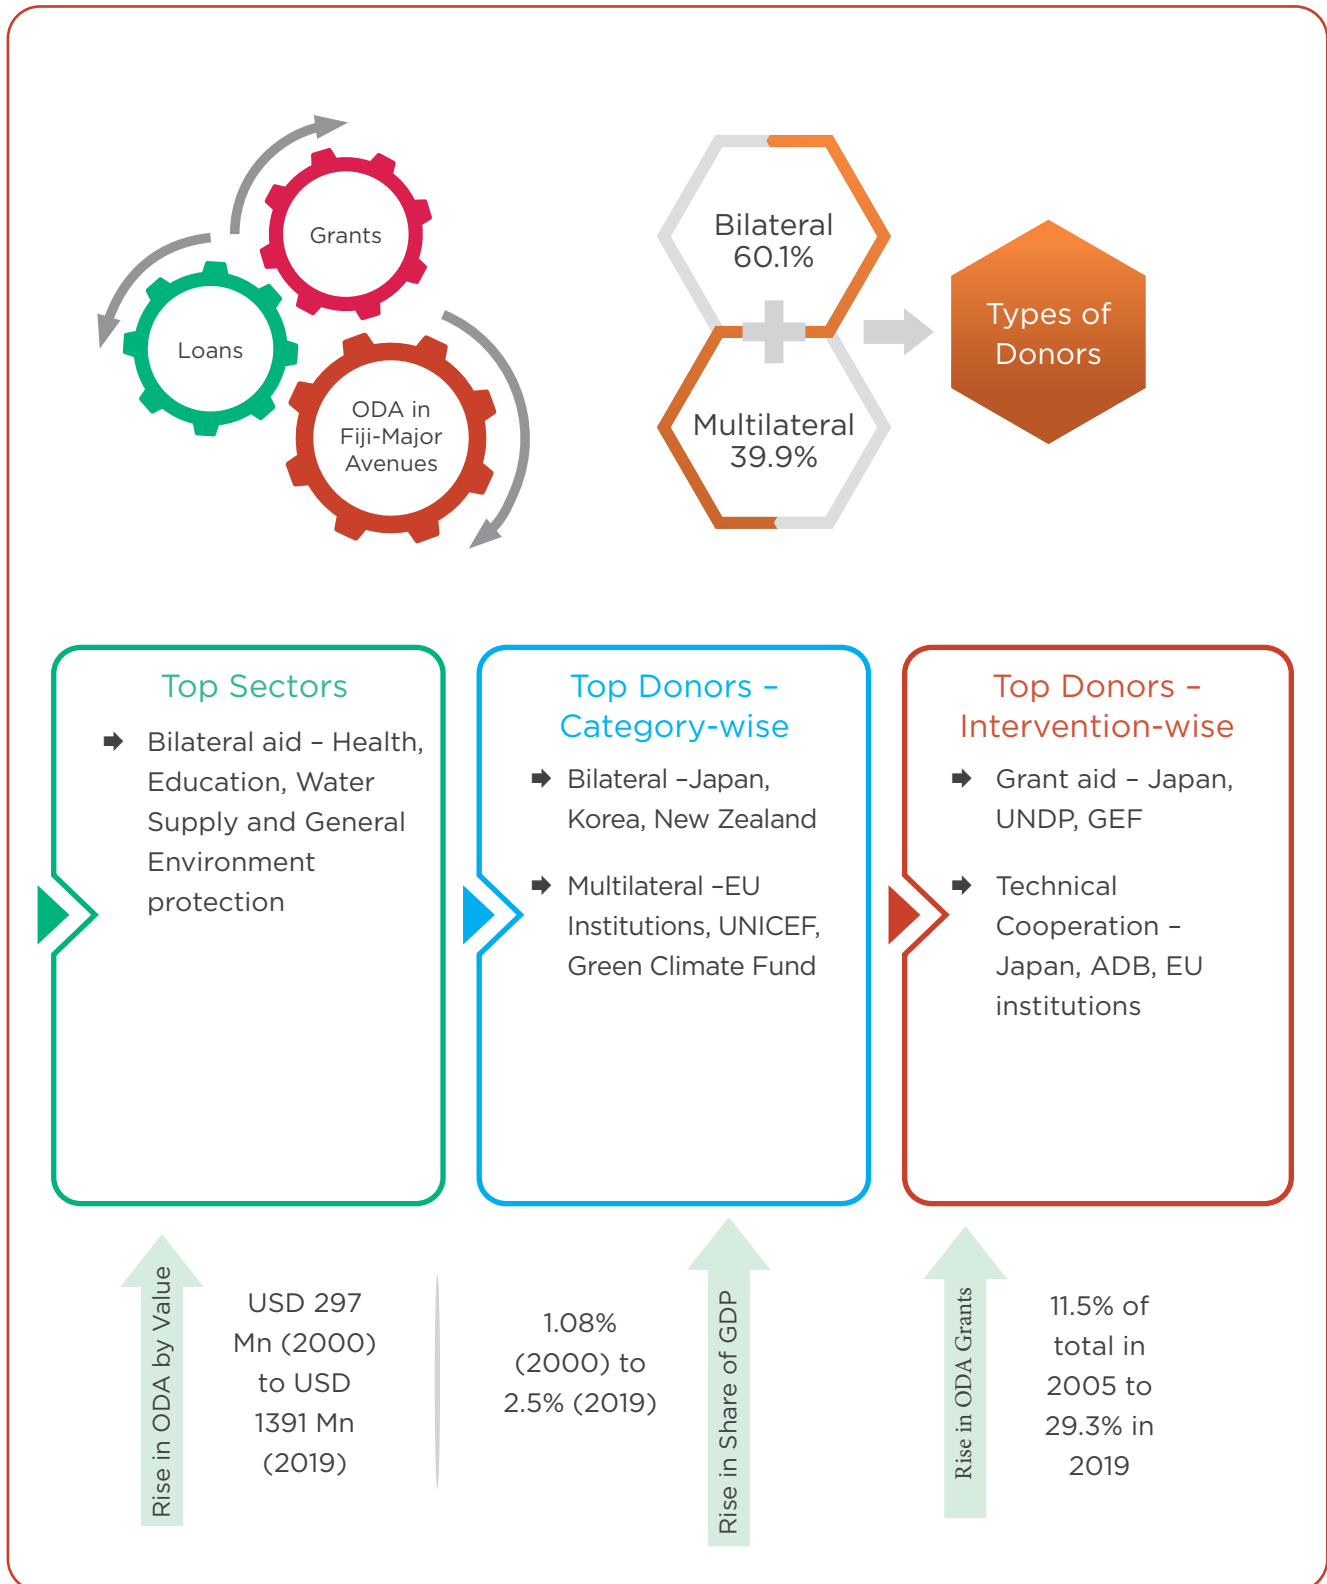 Grants
Loans
ODA in
Fiji-Major
Avenues
Bilateral
60.1%
Multilateral
39.9%
Types of
Donors
Top Sectors
Bilateral aid – Health,
Education, Water
Supply and General
Environment
protection
Top Donors –
Category-wise
Bilateral –Japan,
Korea, New Zealand
Multilateral –EU
Institutions, UNICEF,
Green Climate Fund
Top Donors –
Intervention-wise
Grant aid – Japan,
UNDP, GEF
Technical
Cooperation –
Japan, ADB, EU
institutions
Rise in ODA by Value
USD 297
Mn (2000)
to USD
1391 Mn
(2019)
1.08%
(2000) to
2.5% (2019)
Rise in Share of GDP
Rise in ODA Grants
11.5% of
total in
2005 to
29.3% in
2019